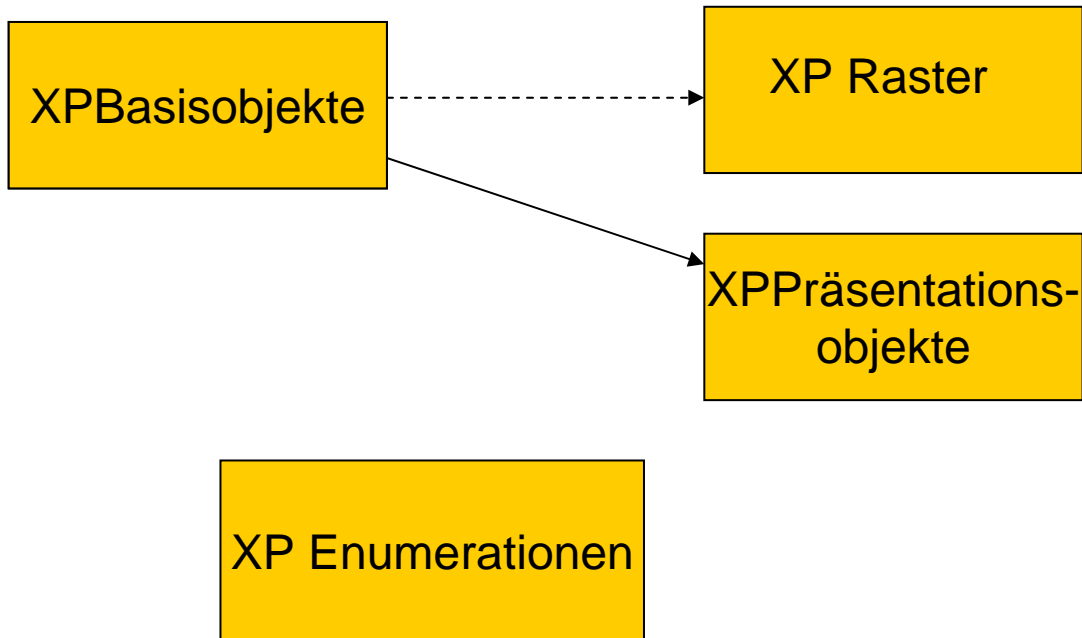 XPBasisobjekte
XP Raster
XPPräsentations-
objekte
XP Enumerationen